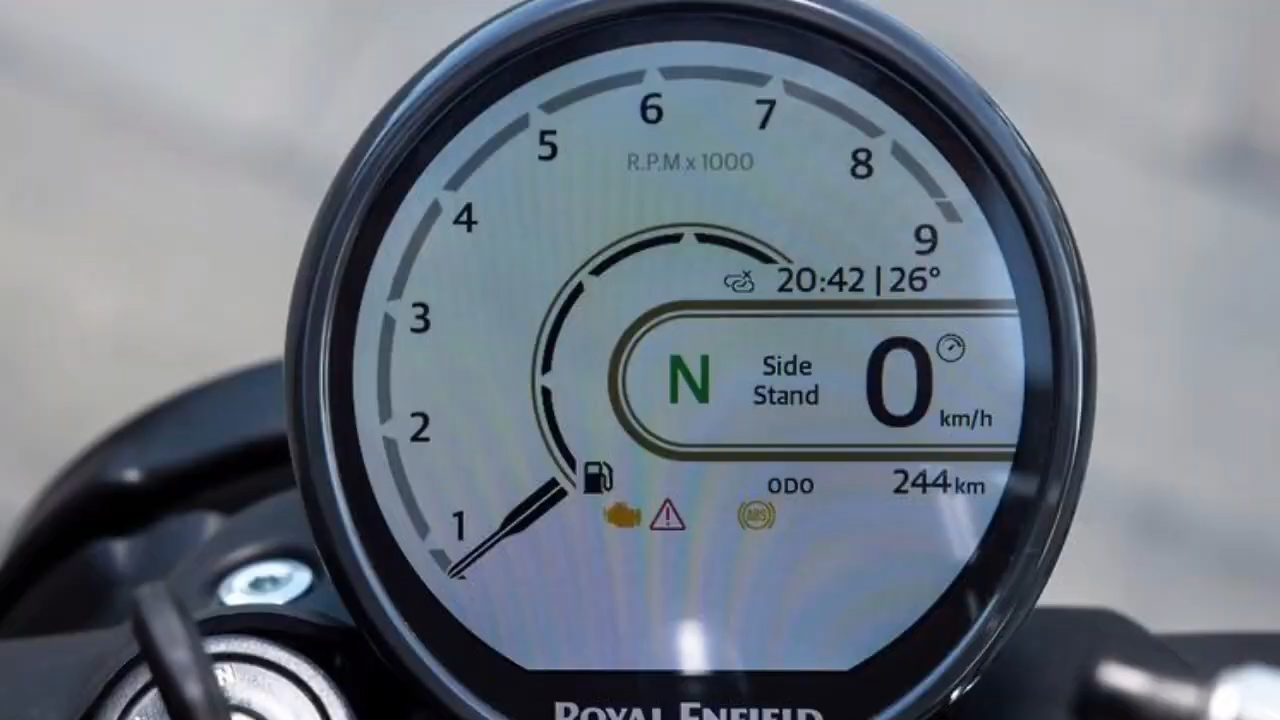 6
7
5
R.P.M x 1000
8
4
9
20:42 | 26°
3
N
Side
Stand
0
km/h
2
ODO
244 km
1
ABS
ROYAL ENFIELD